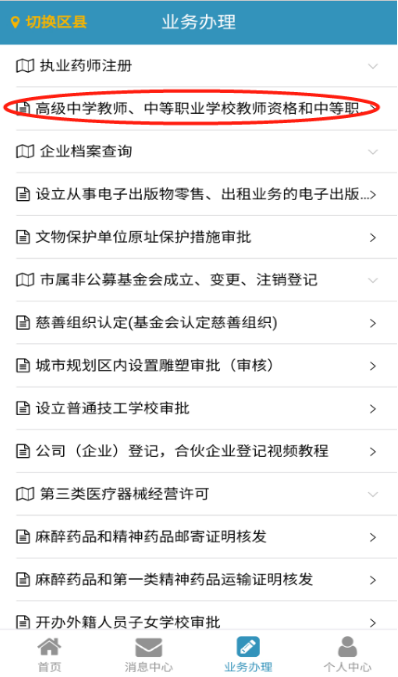 切换区县 业务办理
执业药师注册
高级中学教师、中等职业学校教师资格和中等职
企业档案查询
设立从事电子出版物零售、出租业务的电子出版...
文物保护单位原址保护措施审批
市属非公募基金会成立、变更、注销登记
慈善组织认定(基金会认定慈善组织)
城市规划区内设置雕塑审批（审核）
设立普通技工学校审批
公司（企业）登记，合伙企业登记视频教程
第三类医疗器械经营许可
麻醉药品和精神药品邮寄证明核发
麻醉药品和第一类精神药品运输证明核发
开办外籍人员子女学校审批
首页 消息中心 业务办理 个人中心